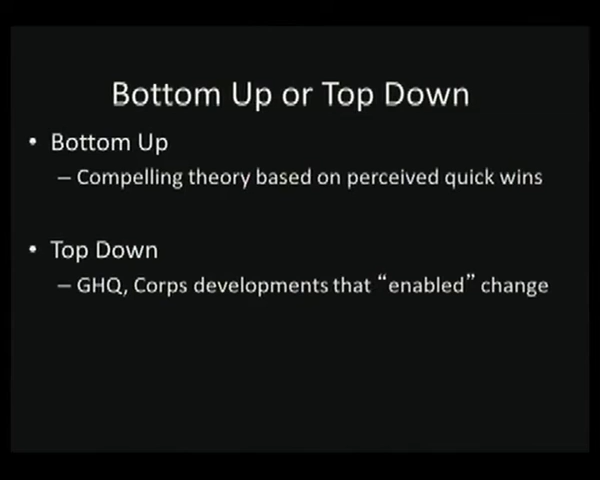 Bottom Up or Top Down
• Bottom Up
– Compelling theory based on perceived quick wins
• Top Down
– GHQ, Corps developments that “enabled” change